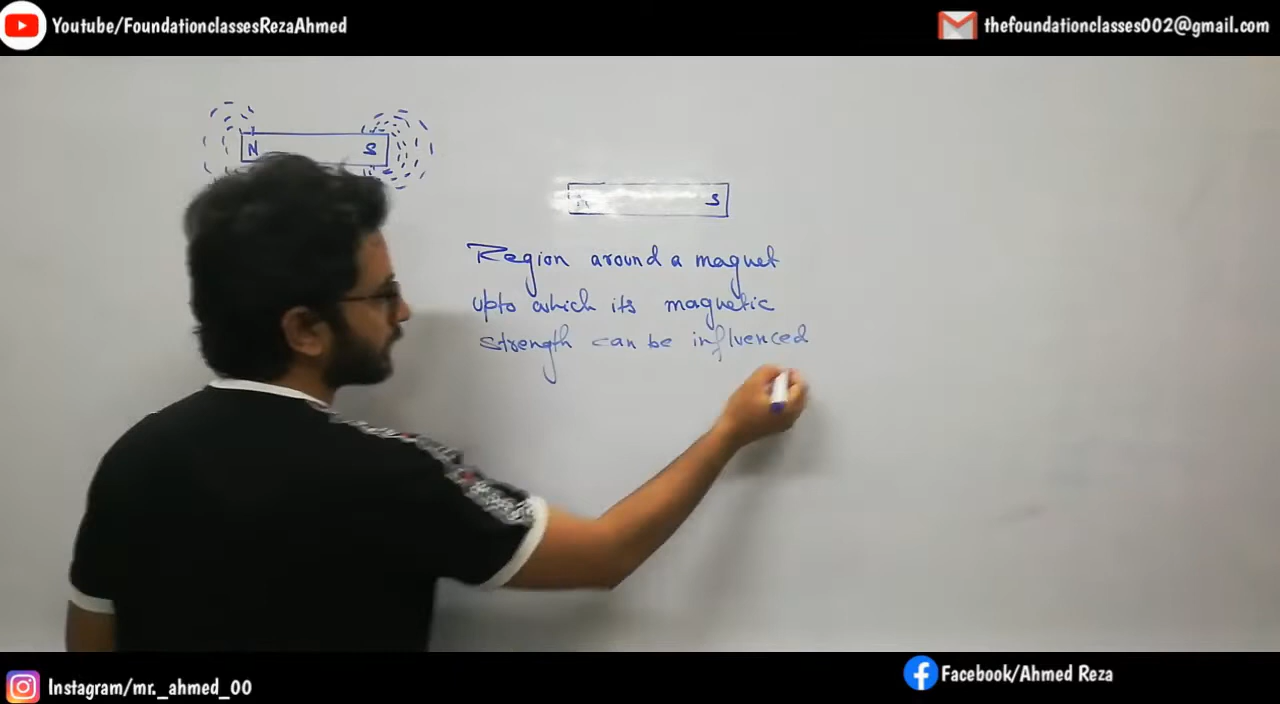 Youtube/FoundationclassesRezaAhmed
thefoundationclasses002@gmail.com
N S
S
Region around a magnet
upto which its magnetic
strength can be influenced
Instagram/mr._ahmed_00
Facebook/Ahmed Reza